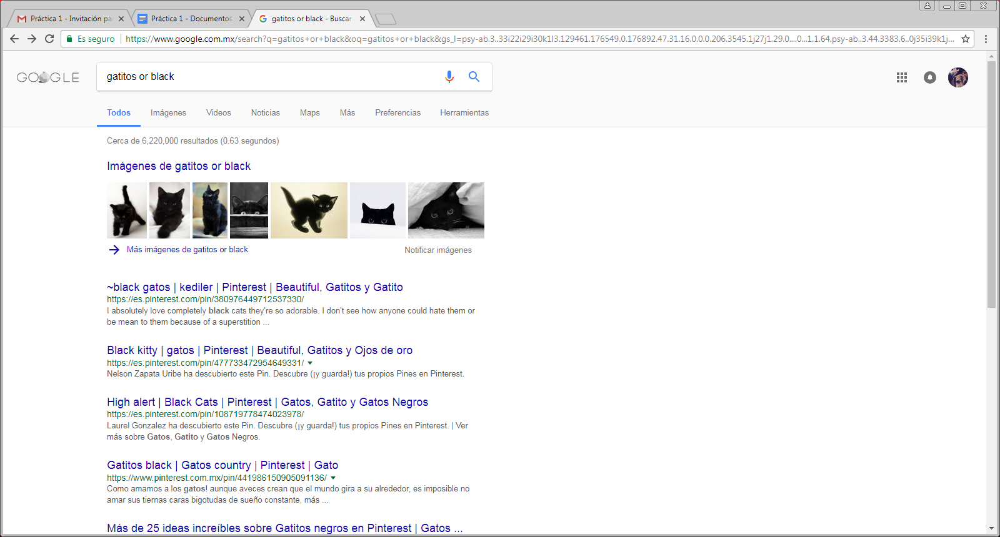 Práctica 1 - Invitación pa
Práctica 1 - Documentos
gatitos or black - Buscar
Es seguro
https://www.google.com.mx/search?q=gatitos+or+black&oq=gatitos+or+black&gs_l=psy-ab.3..33i22i29i30k1l3.129461.176549.0.176892.47.31.16.0.0.0.206.3545.1j27j1.29.0....0...1.1.64.psy-ab..3.44.3383.6..0j35i39k1j...
GOOGLE
gatitos or black
Todos Imágenes Videos Noticias Maps Más Preferencias Herramientas
Cerca de 6,220,000 resultados (0.63 segundos)
Imágenes de gatitos or black
Más imágenes de gatitos or black
Notificar imágenes
~black gatos | kediler | Pinterest | Beautiful, Gatitos y Gatito
https://es.pinterest.com/pin/380976449712537330/
I absolutely love completely black cats they're so adorable. I don't see how anyone could hate them or
be mean to them because of a superstition ...
Black kitty | gatos | Pinterest | Beautiful, Gatitos y Ojos de oro
https://es.pinterest.com/pin/477733472954649331/
Nelson Zapata Uribe ha descubierto este Pin. Descubre (¡y guarda!) tus propios Pines en Pinterest.
High alert | Black Cats | Pinterest | Gatos, Gatito y Gatos Negros
https://es.pinterest.com/pin/108719778474023978/
Laurel Gonzalez ha descubierto este Pin. Descubre (¡y guarda!) tus propios Pines en Pinterest. | Ver
más sobre Gatos, Gatito y Gatos Negros.
Gatitos black | Gatos country | Pinterest | Gato
https://www.pinterest.com.mx/pin/441986150905091136/
Como amamos a los gatos! aunque aveces crean que el mundo gira a su alrededor, es imposible no
amar sus tiernas caras bigotudas de sueño constante, más ...
Más de 25 ideas increíbles sobre Gatitos negros en Pinterest | Gatos ...